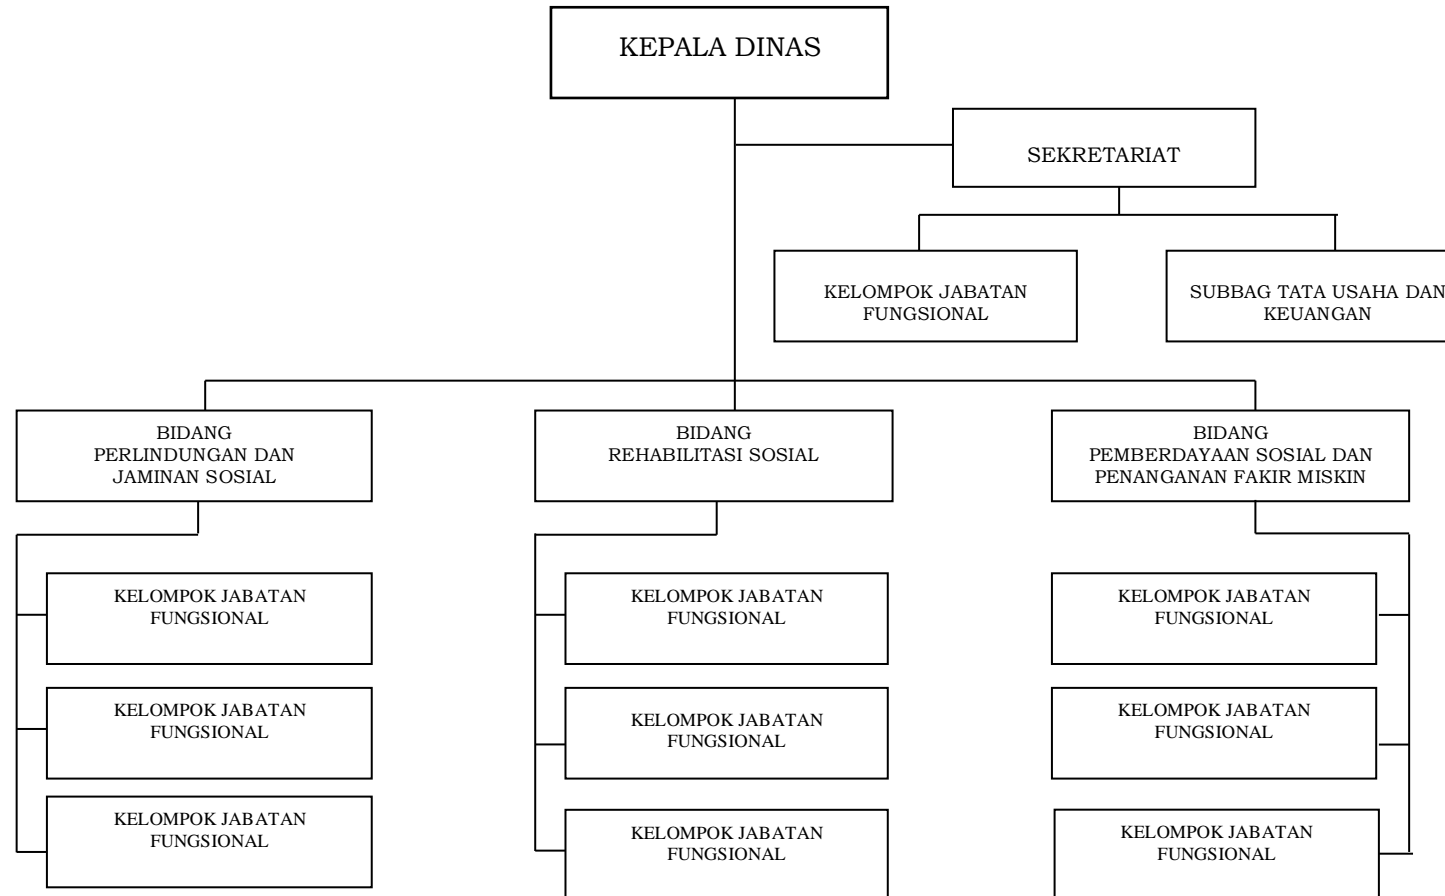 KEPALA DINAS
SEKRETARIAT
KELOMPOK JABATAN
FUNGSIONAL
SUBBAG TATA USAHA DAN
KEUANGAN
BIDANG
PERLINDUNGAN DAN
JAMINAN SOSIAL
BIDANG
REHABILITASI SOSIAL
BIDANG
PEMBERDAYAAN SOSIAL DAN
PENANGANAN FAKIR MISKIN
KELOMPOK JABATAN
FUNGSIONAL
KELOMPOK JABATAN
FUNGSIONAL
KELOMPOK JABATAN
FUNGSIONAL
KELOMPOK JABATAN
FUNGSIONAL
KELOMPOK JABATAN
FUNGSIONAL
KELOMPOK JABATAN
FUNGSIONAL
KELOMPOK JABATAN
FUNGSIONAL
KELOMPOK JABATAN
FUNGSIONAL
KELOMPOK JABATAN
FUNGSIONAL